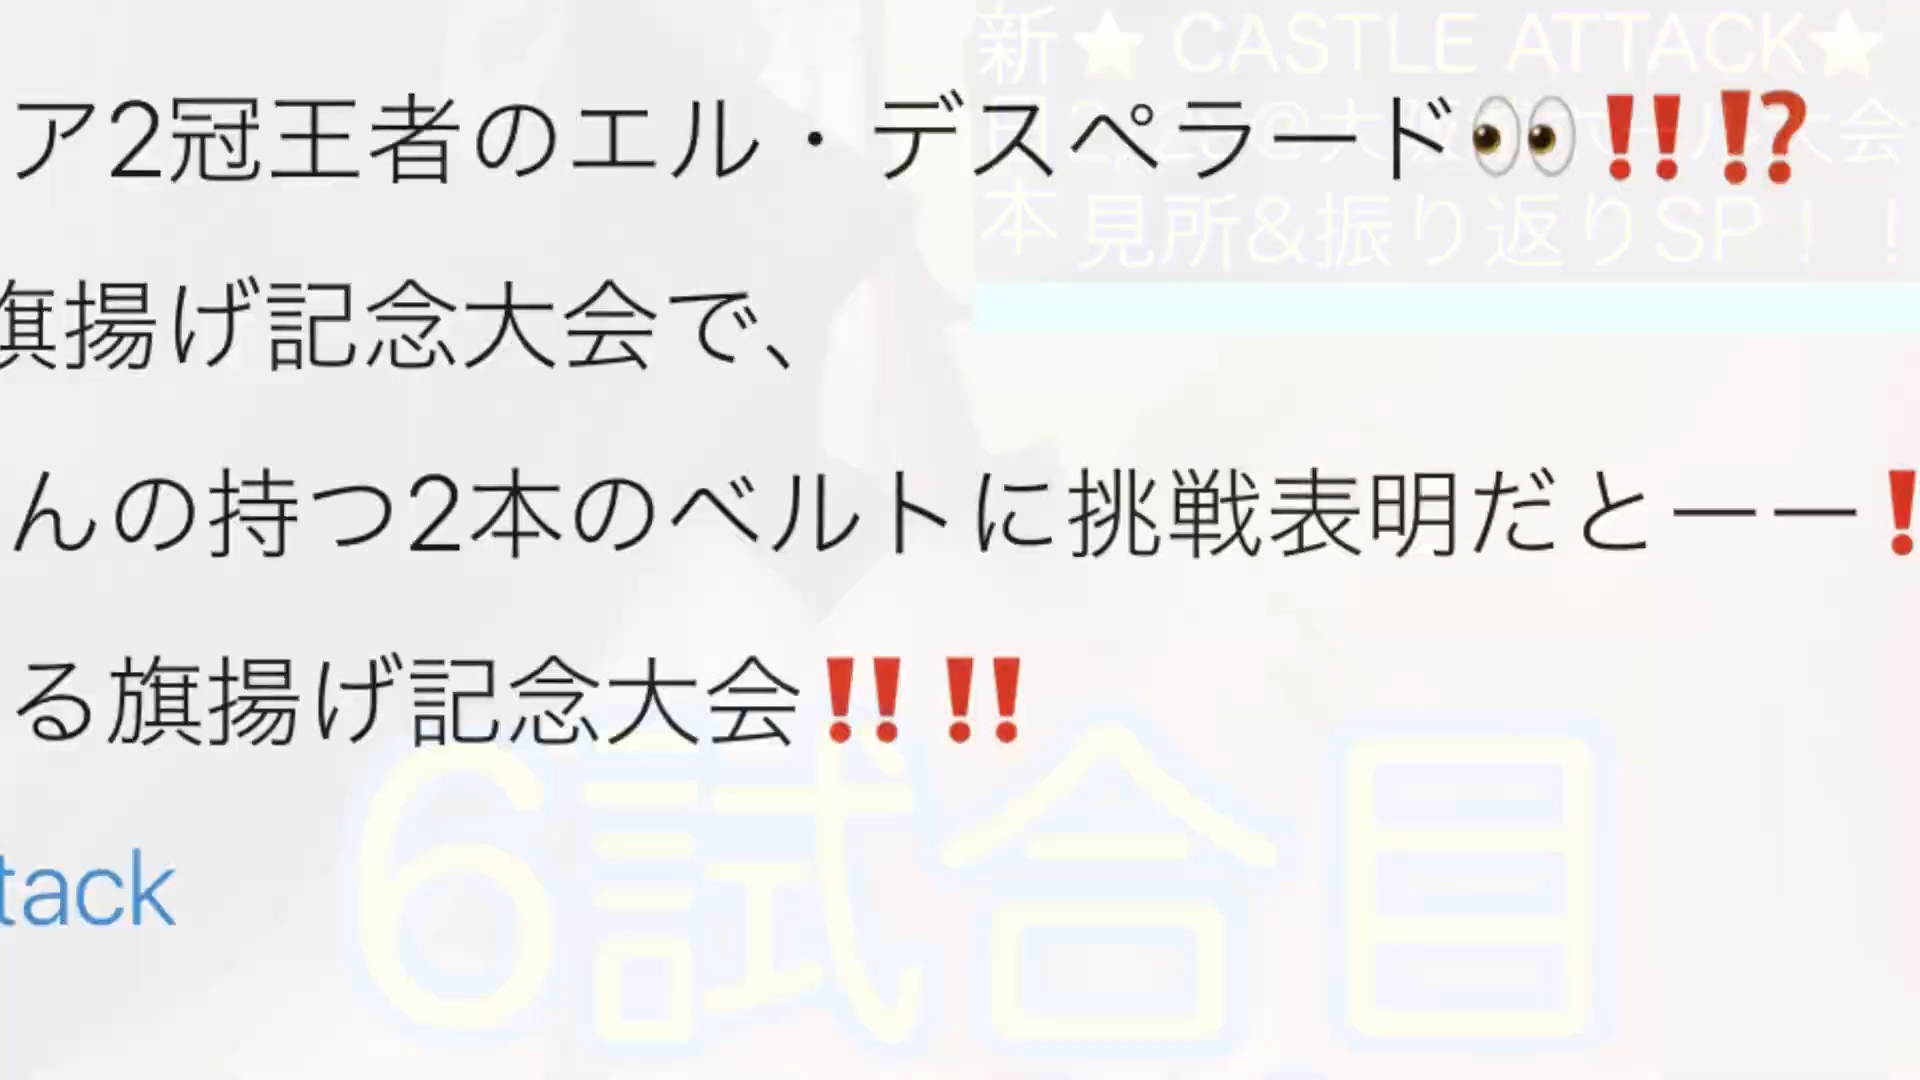 ア2冠王者のエル・デスペラード👀‼️⁉️
旗揚げ記念大会で、
んの持つ2本のベルトに挑戦表明だとーー❗
る旗揚げ記念大会‼️‼️
tack
新⭐CASTLE ATTACK⭐
本 見所&振り返りSP！！
6試合目